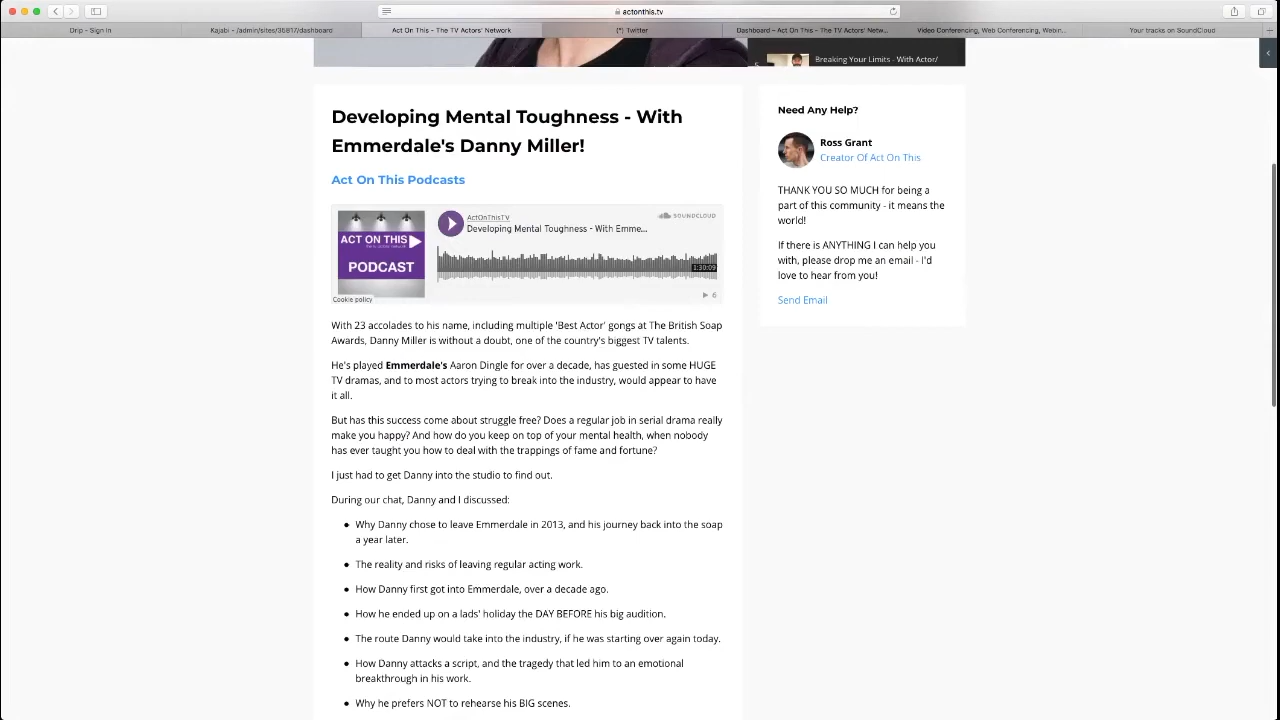 actonthis.tv
Drip - Sign In
Kajabi - /admin/sites/35817/dashboard
Act On This - The TV Actors' Network
(*) Twitter
Dashboard – Act On This - The TV Actors' Netw...
Video Conferencing, Web Conferencing, Webin...
Your tracks on SoundCloud
Breaking Your Limits - With Actor/
Developing Mental Toughness - With
Emmerdale's Danny Miller!
Act On This Podcasts
ActOnThisTV
SOUNDCLOUD
Developing Mental Toughness - With Emme...
ACT ON THIS
PODCAST
1:30:09
Cookie policy
6
With 23 accolades to his name, including multiple 'Best Actor' gongs at The British Soap
Awards, Danny Miller is without a doubt, one of the country's biggest TV talents.
He's played Emmerdale's Aaron Dingle for over a decade, has guested in some HUGE
TV dramas, and to most actors trying to break into the industry, would appear to have
it all.
But has this success come about struggle free? Does a regular job in serial drama really
make you happy? And how do you keep on top of your mental health, when nobody
has ever taught you how to deal with the trappings of fame and fortune?
I just had to get Danny into the studio to find out.
During our chat, Danny and I discussed:
Why Danny chose to leave Emmerdale in 2013, and his journey back into the soap
a year later.
The reality and risks of leaving regular acting work.
How Danny first got into Emmerdale, over a decade ago.
How he ended up on a lads' holiday the DAY BEFORE his big audition.
The route Danny would take into the industry, if he was starting over again today.
How Danny attacks a script, and the tragedy that led him to an emotional
breakthrough in his work.
Why he prefers NOT to rehearse his BIG scenes.
Need Any Help?
Ross Grant
Creator Of Act On This
THANK YOU SO MUCH for being a
part of this community - it means the
world!
If there is ANYTHING I can help you
with, please drop me an email - I'd
love to hear from you!
Send Email